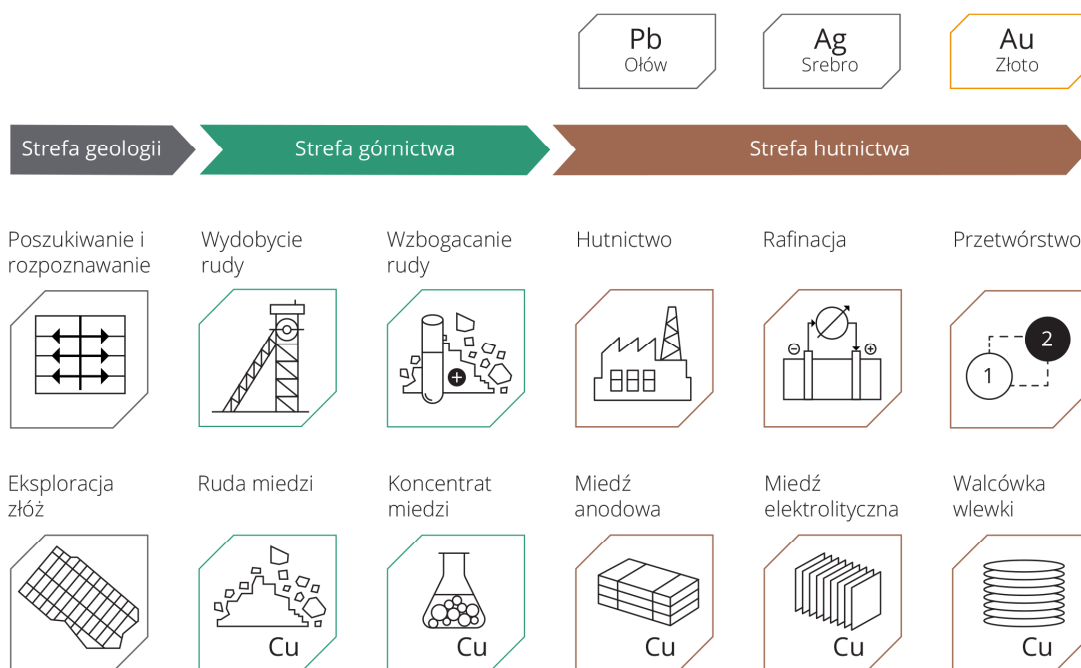 Pb
Ołów
Ag
Srebro
Au
Złoto
Strefa geologii
Strefa górnictwa
Strefa hutnictwa
Poszukiwanie i
rozpoznawanie
Wydobycie
rudy
Wzbogacanie
rudy
Hutnictwo
Rafinacja
Przetwórstwo
1
2
Eksploracja
złóż
Ruda miedzi
Koncentrat
miedzi
Miedź
anodowa
Miedź
elektrolityczna
Walcówka
wlewki
Cu
Cu
Cu
Cu
Cu